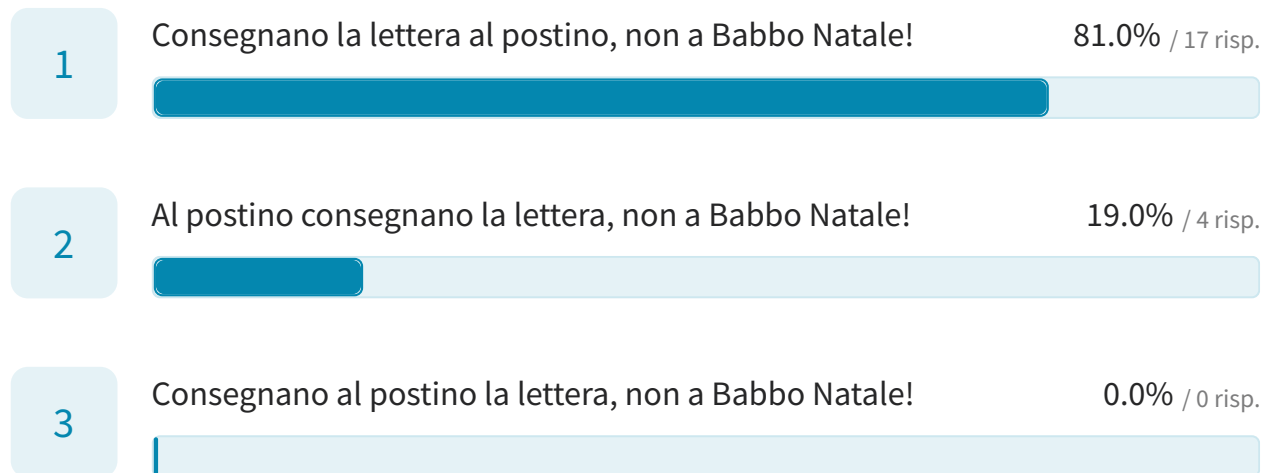 1
Consegnano la lettera al postino, non a Babbo Natale!
81.0% / 17 risp.
2
Al postino consegnano la lettera, non a Babbo Natale!
19.0% / 4 risp.
3
Consegnano al postino la lettera, non a Babbo Natale!
0.0% / 0 risp.